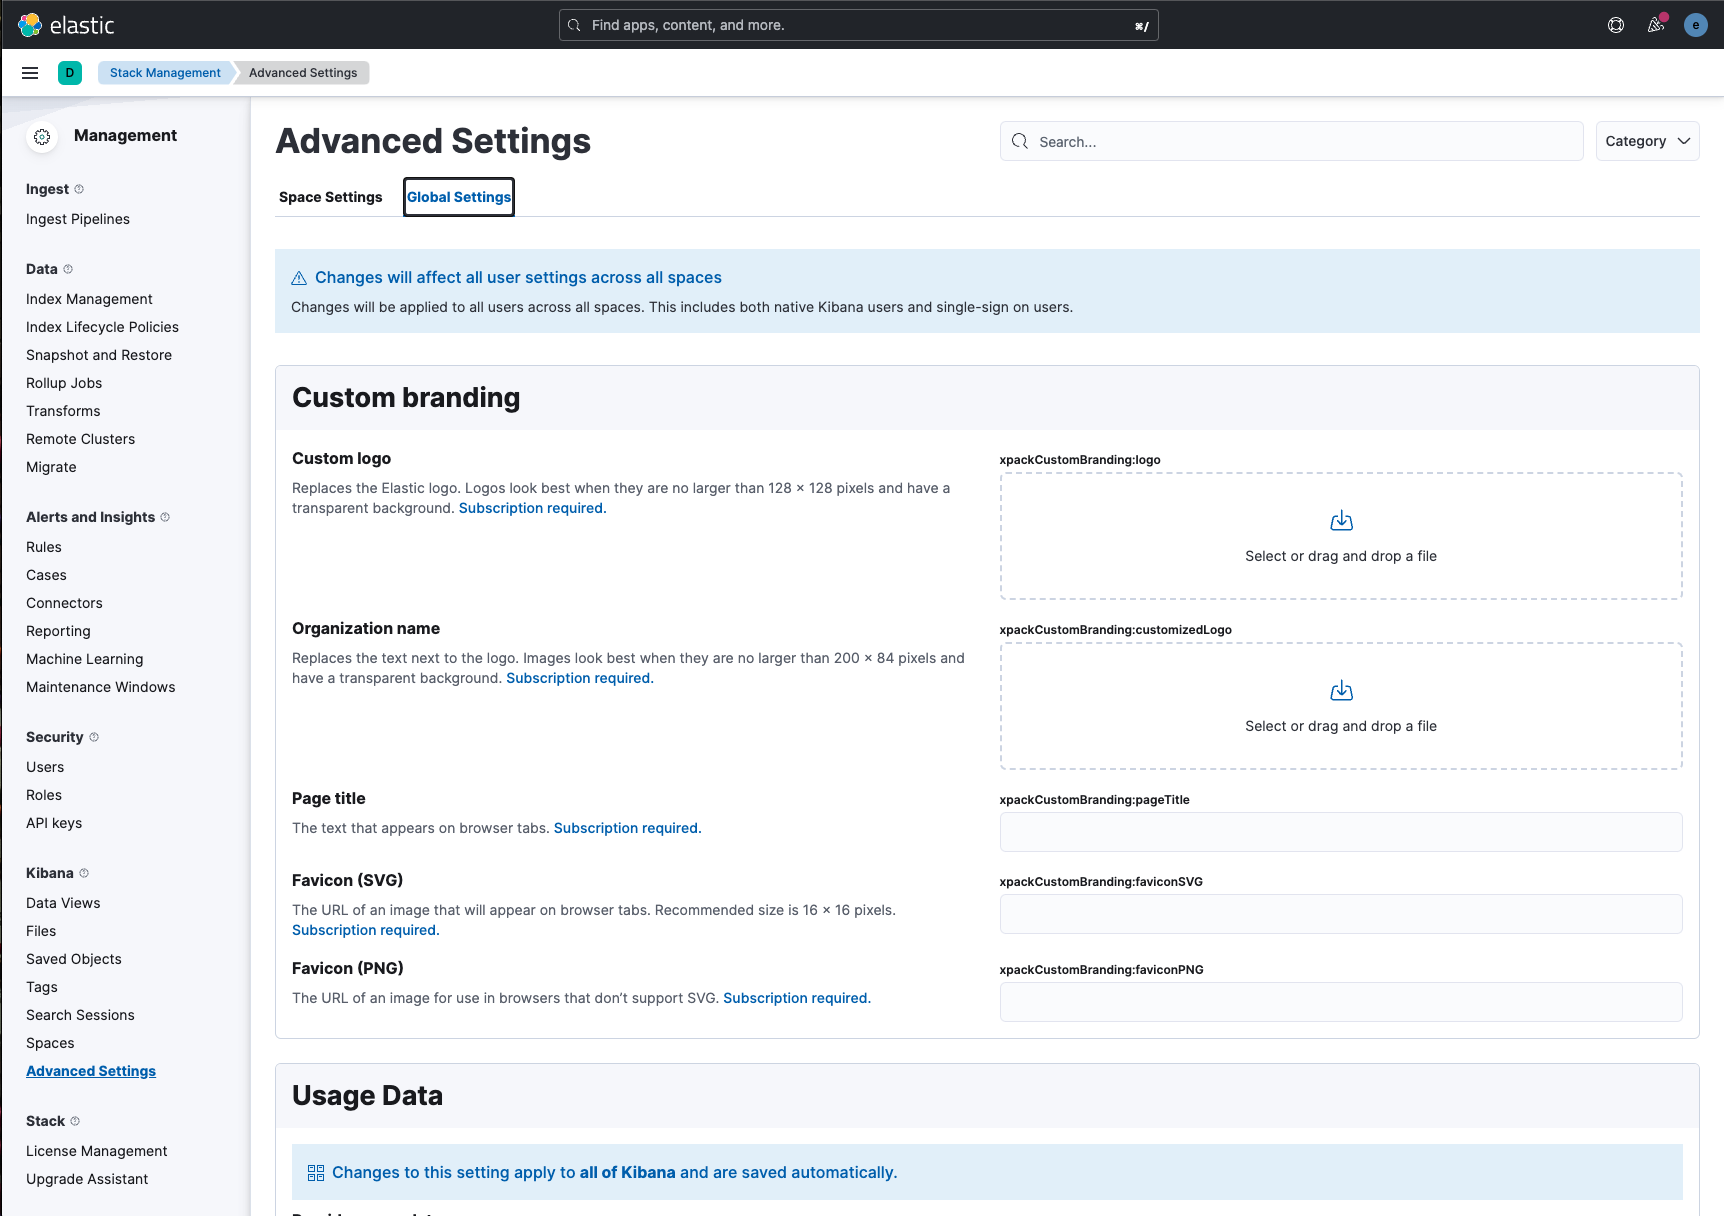 elastic
Find apps, content, and more.
⌘/
e
D
Stack Management
Advanced Settings
Management
Ingest
Ingest Pipelines
Data
Index Management
Index Lifecycle Policies
Snapshot and Restore
Rollup Jobs
Transforms
Remote Clusters
Migrate
Alerts and Insights
Rules
Cases
Connectors
Reporting
Machine Learning
Maintenance Windows
Security
Users
Roles
API keys
Kibana
Data Views
Files
Saved Objects
Tags
Search Sessions
Spaces
Advanced Settings
Stack
License Management
Upgrade Assistant
Advanced Settings
Search...
Category
Space Settings
Global Settings
Changes will affect all user settings across all spaces
Changes will be applied to all users across all spaces. This includes both native Kibana users and single-sign on users.
Custom branding
Custom logo
Replaces the Elastic logo. Logos look best when they are no larger than 128 × 128 pixels and have a
transparent background. Subscription required.
xpackCustomBranding:logo
Select or drag and drop a file
Organization name
Replaces the text next to the logo. Images look best when they are no larger than 200 × 84 pixels and
have a transparent background. Subscription required.
xpackCustomBranding:customizedLogo
Select or drag and drop a file
Page title
The text that appears on browser tabs. Subscription required.
xpackCustomBranding:pageTitle
Favicon (SVG)
The URL of an image that will appear on browser tabs. Recommended size is 16 × 16 pixels.
Subscription required.
xpackCustomBranding:faviconSVG
Favicon (PNG)
The URL of an image for use in browsers that don’t support SVG. Subscription required.
xpackCustomBranding:faviconPNG
Usage Data
Changes to this setting apply to all of Kibana and are saved automatically.